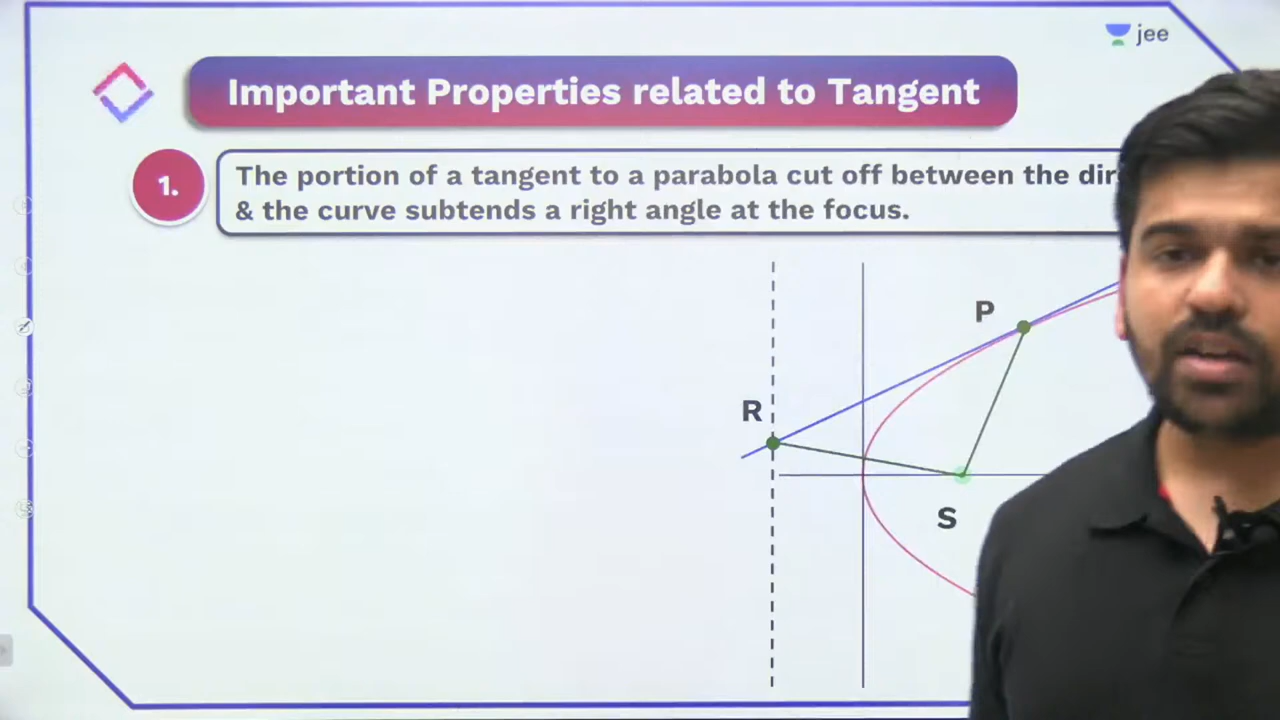 jee
Important Properties related to Tangent
1.
The portion of a tangent to a parabola cut off between the
& the curve subtends a right angle at the focus.
P
R
S